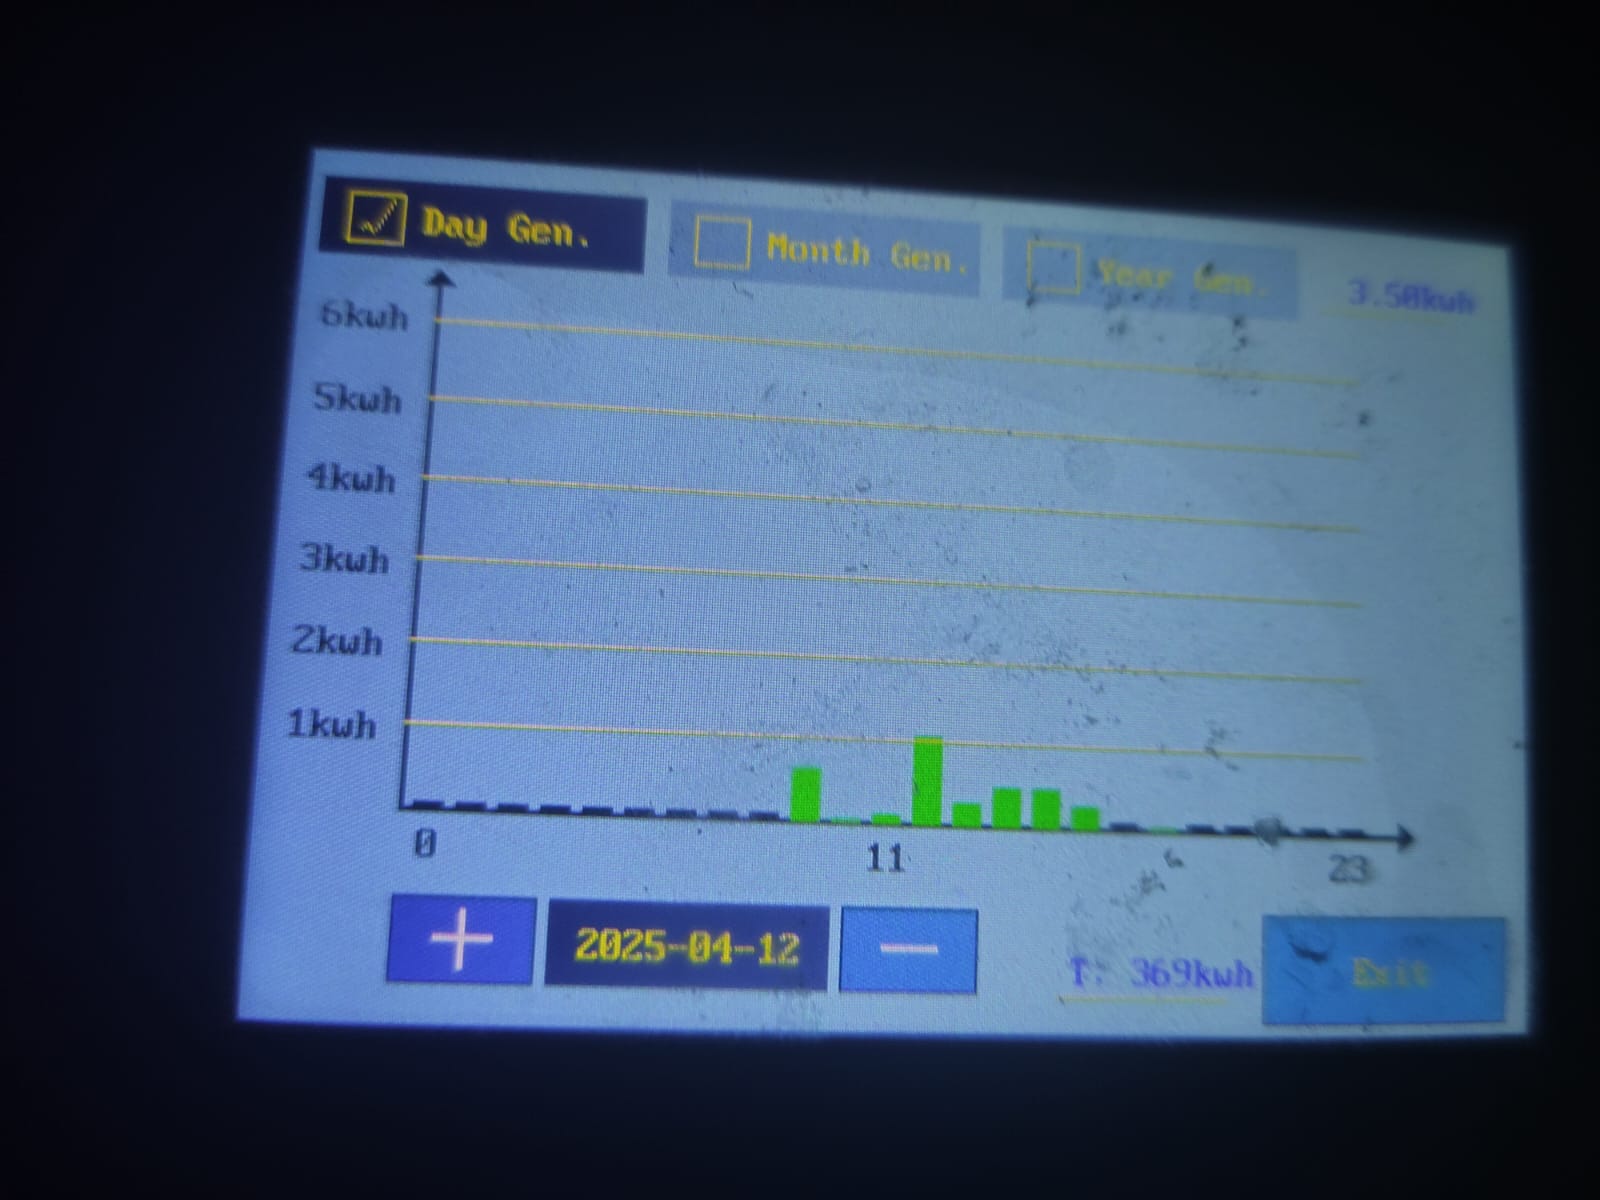 Day Gen. Month Gen. Year Gen. 3.50kwh
6kwh
5kwh
4kwh
3kwh
2kwh
1kwh
0 11 23
+ 2025-04-12 −
T: 369kwh Exit